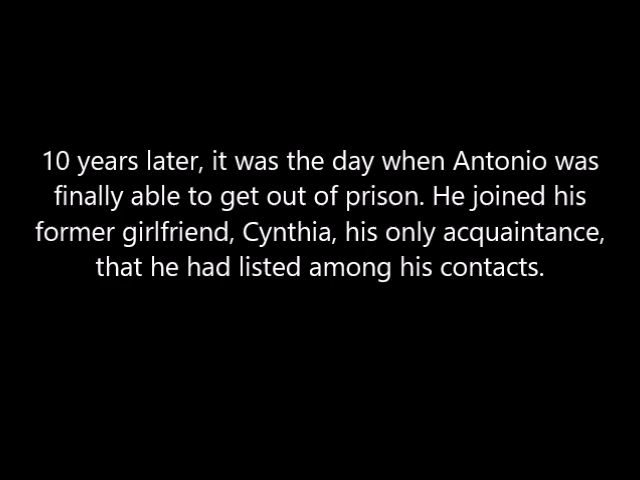 10 years later, it was the day when Antonio was
finally able to get out of prison. He joined his
former girlfriend, Cynthia, his only acquaintance,
that he had listed among his contacts.